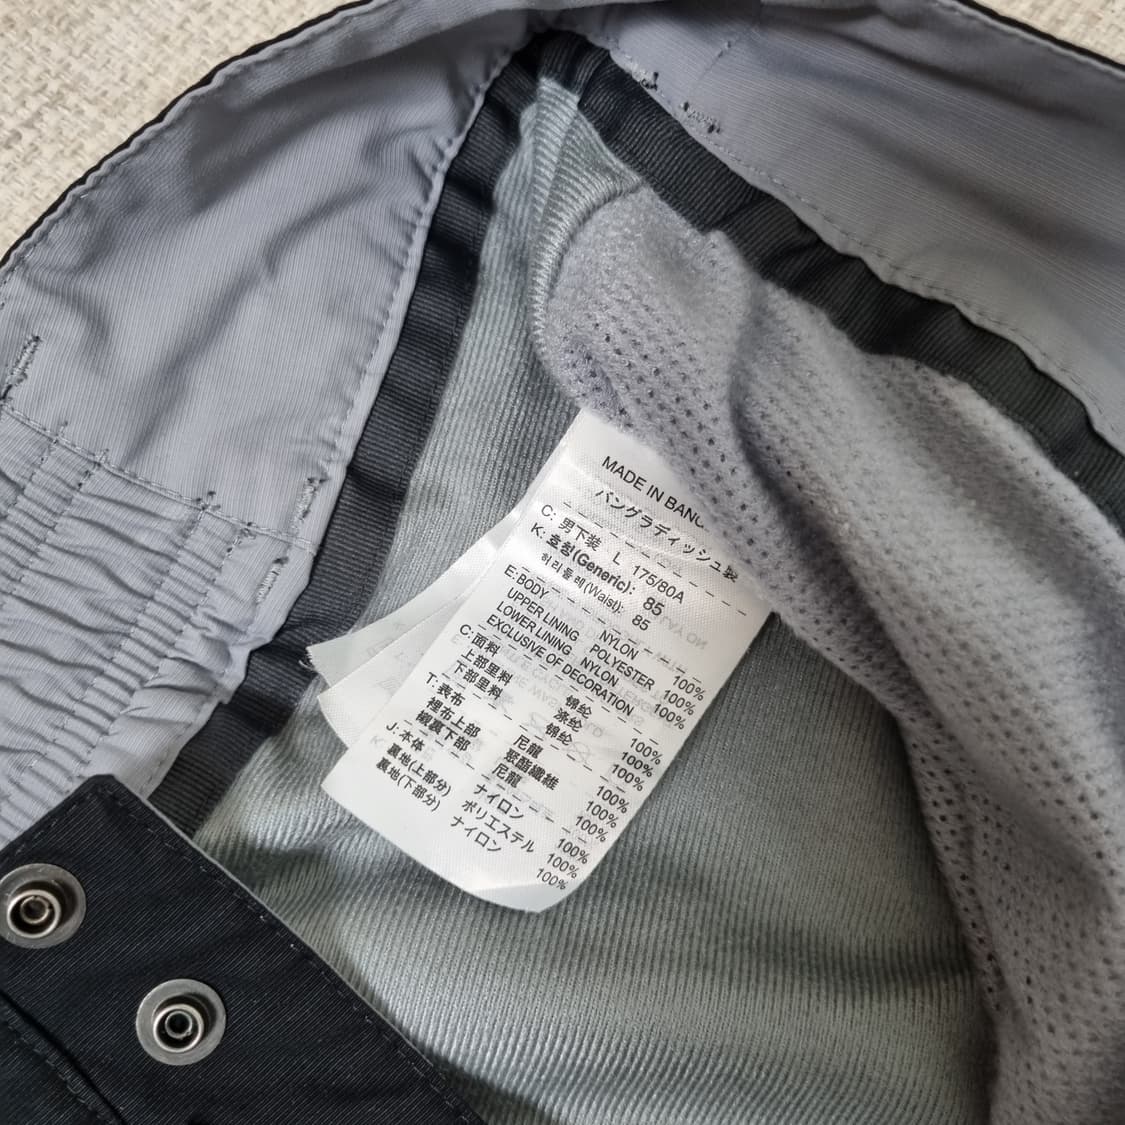 MADE IN BANG
バングラディッシュ製
C: 男下装 L 175/80A
K: 호칭(Generic): 85
허리둘레(Waist): 85
E: BODY NYLON 100%
UPPER LINING POLYESTER 100%
LOWER LINING NYLON 100%
EXCLUSIVE OF DECORATION
C: 面料 锦纶 100%
上部里料 涤纶 100%
下部里料 锦纶 100%
T: 表布 尼龍 100%
裡布上部 聚酯纖維 100%
襯裏下部 尼龍 100%
J: 本体 ナイロン 100%
裏地(上部分) ポリエステル 100%
裏地(下部分) ナイロン 100%